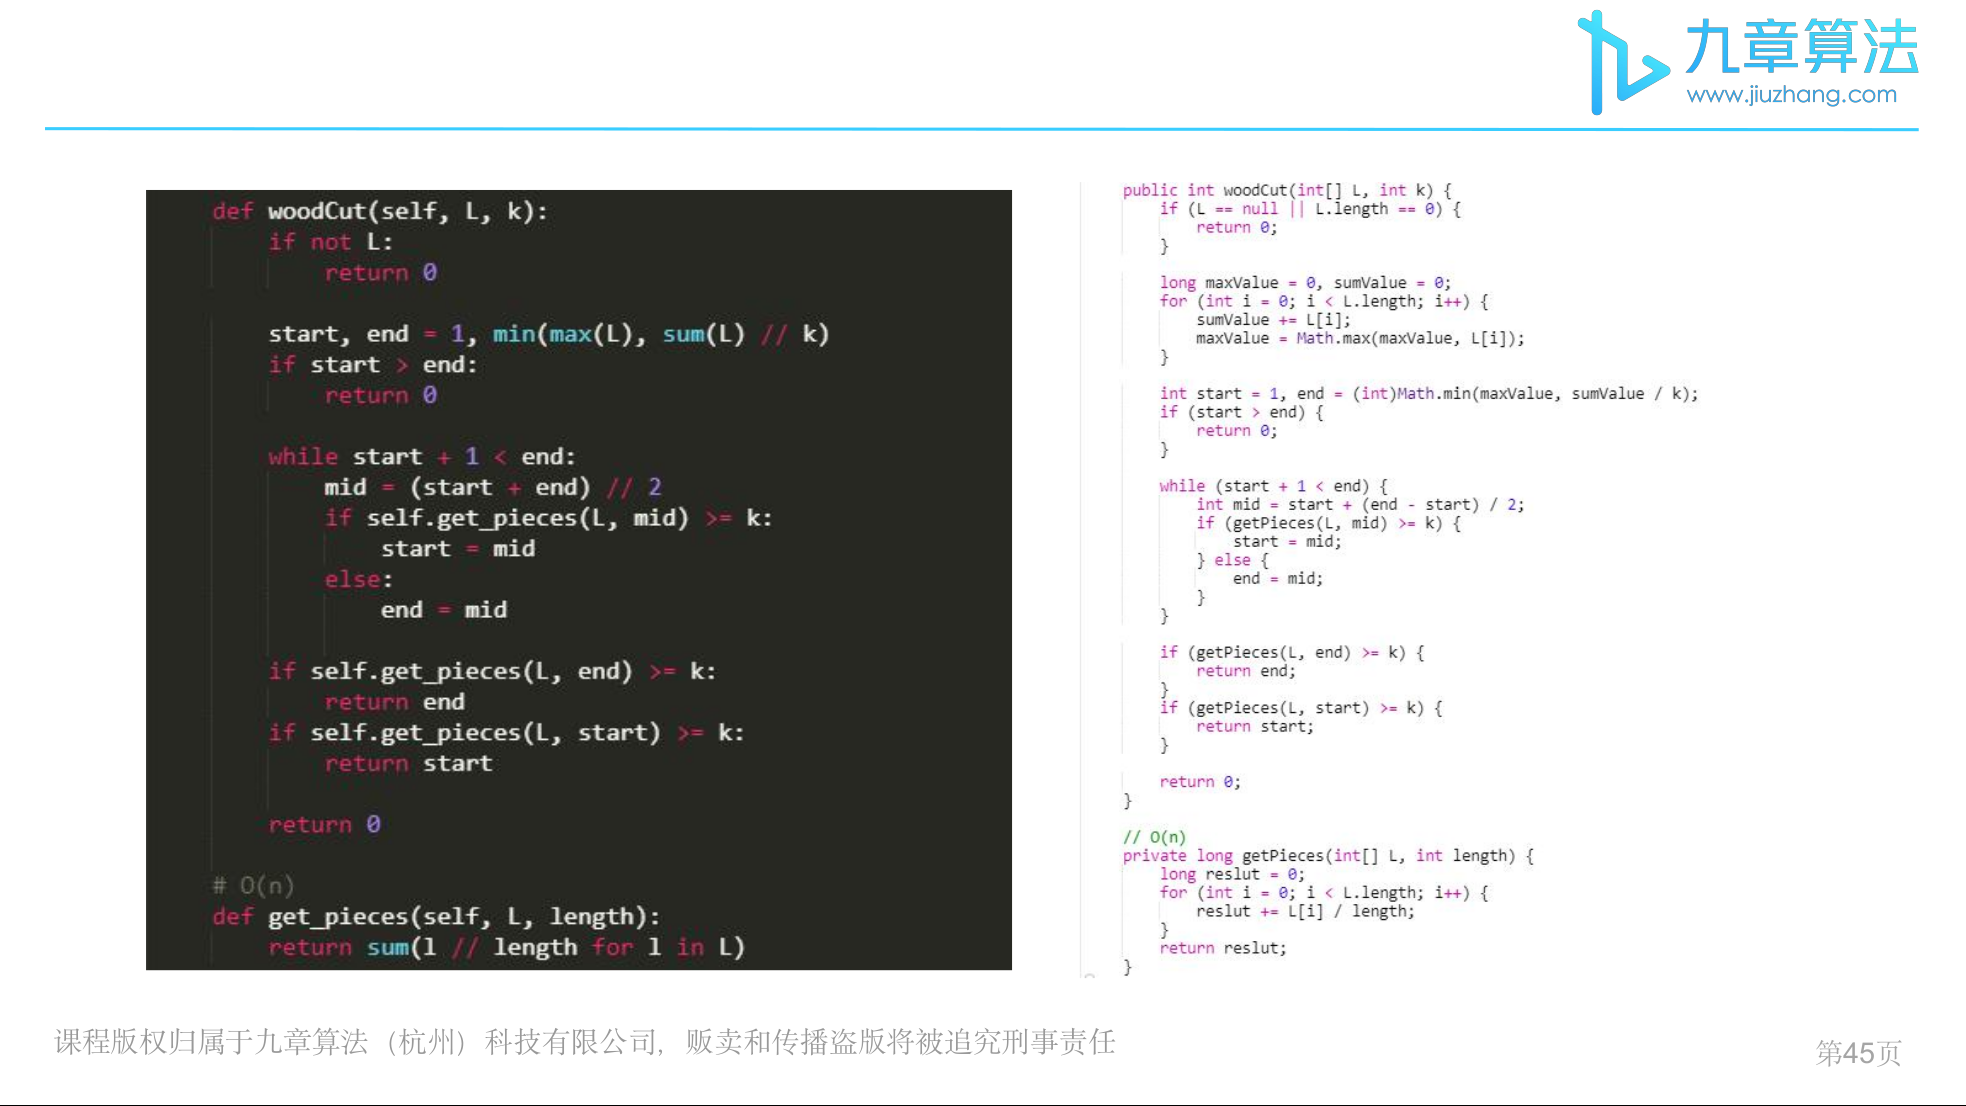 九章算法
www.jiuzhang.com
def woodCut(self, L, k):
    if not L:
        return 0
    start, end = 1, min(max(L), sum(L) // k)
    if start > end:
        return 0
    while start + 1 < end:
        mid = (start + end) // 2
        if self.get_pieces(L, mid) >= k:
            start = mid
        else:
            end = mid
    if self.get_pieces(L, end) >= k:
        return end
    if self.get_pieces(L, start) >= k:
        return start
    return 0
# O(n)
def get_pieces(self, L, length):
    return sum(l // length for l in L)
public int woodCut(int[] L, int k) {
    if (L == null || L.length == 0) {
        return 0;
    }
    long maxValue = 0, sumValue = 0;
    for (int i = 0; i < L.length; i++) {
        sumValue += L[i];
        maxValue = Math.max(maxValue, L[i]);
    }
    int start = 1, end = (int)Math.min(maxValue, sumValue / k);
    if (start > end) {
        return 0;
    }
    while (start + 1 < end) {
        int mid = start + (end - start) / 2;
        if (getPieces(L, mid) >= k) {
            start = mid;
        } else {
            end = mid;
        }
    }
    if (getPieces(L, end) >= k) {
        return end;
    }
    if (getPieces(L, start) >= k) {
        return start;
    }
    return 0;
}
// O(n)
private long getPieces(int[] L, int length) {
    long reslut = 0;
    for (int i = 0; i < L.length; i++) {
        reslut += L[i] / length;
    }
    return reslut;
}
课程版权归属于九章算法（杭州）科技有限公司，贩卖和传播盗版将被追究刑事责任
第45页